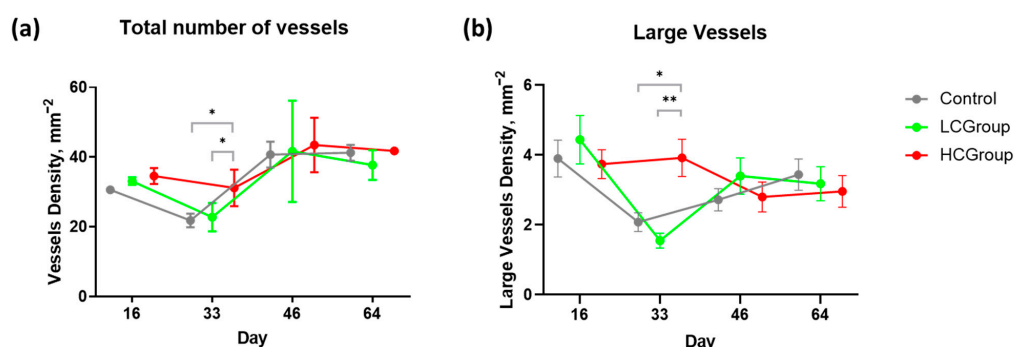 (a)
Total number of vessels
Vessels Density, mm⁻²
60
40
20
0
*
*
16 33 46 64
Day
(b)
Large Vessels
Large Vessels Density, mm⁻²
6
4
2
0
*
**
16 33 46 64
Day
Control
LCGroup
HCGroup